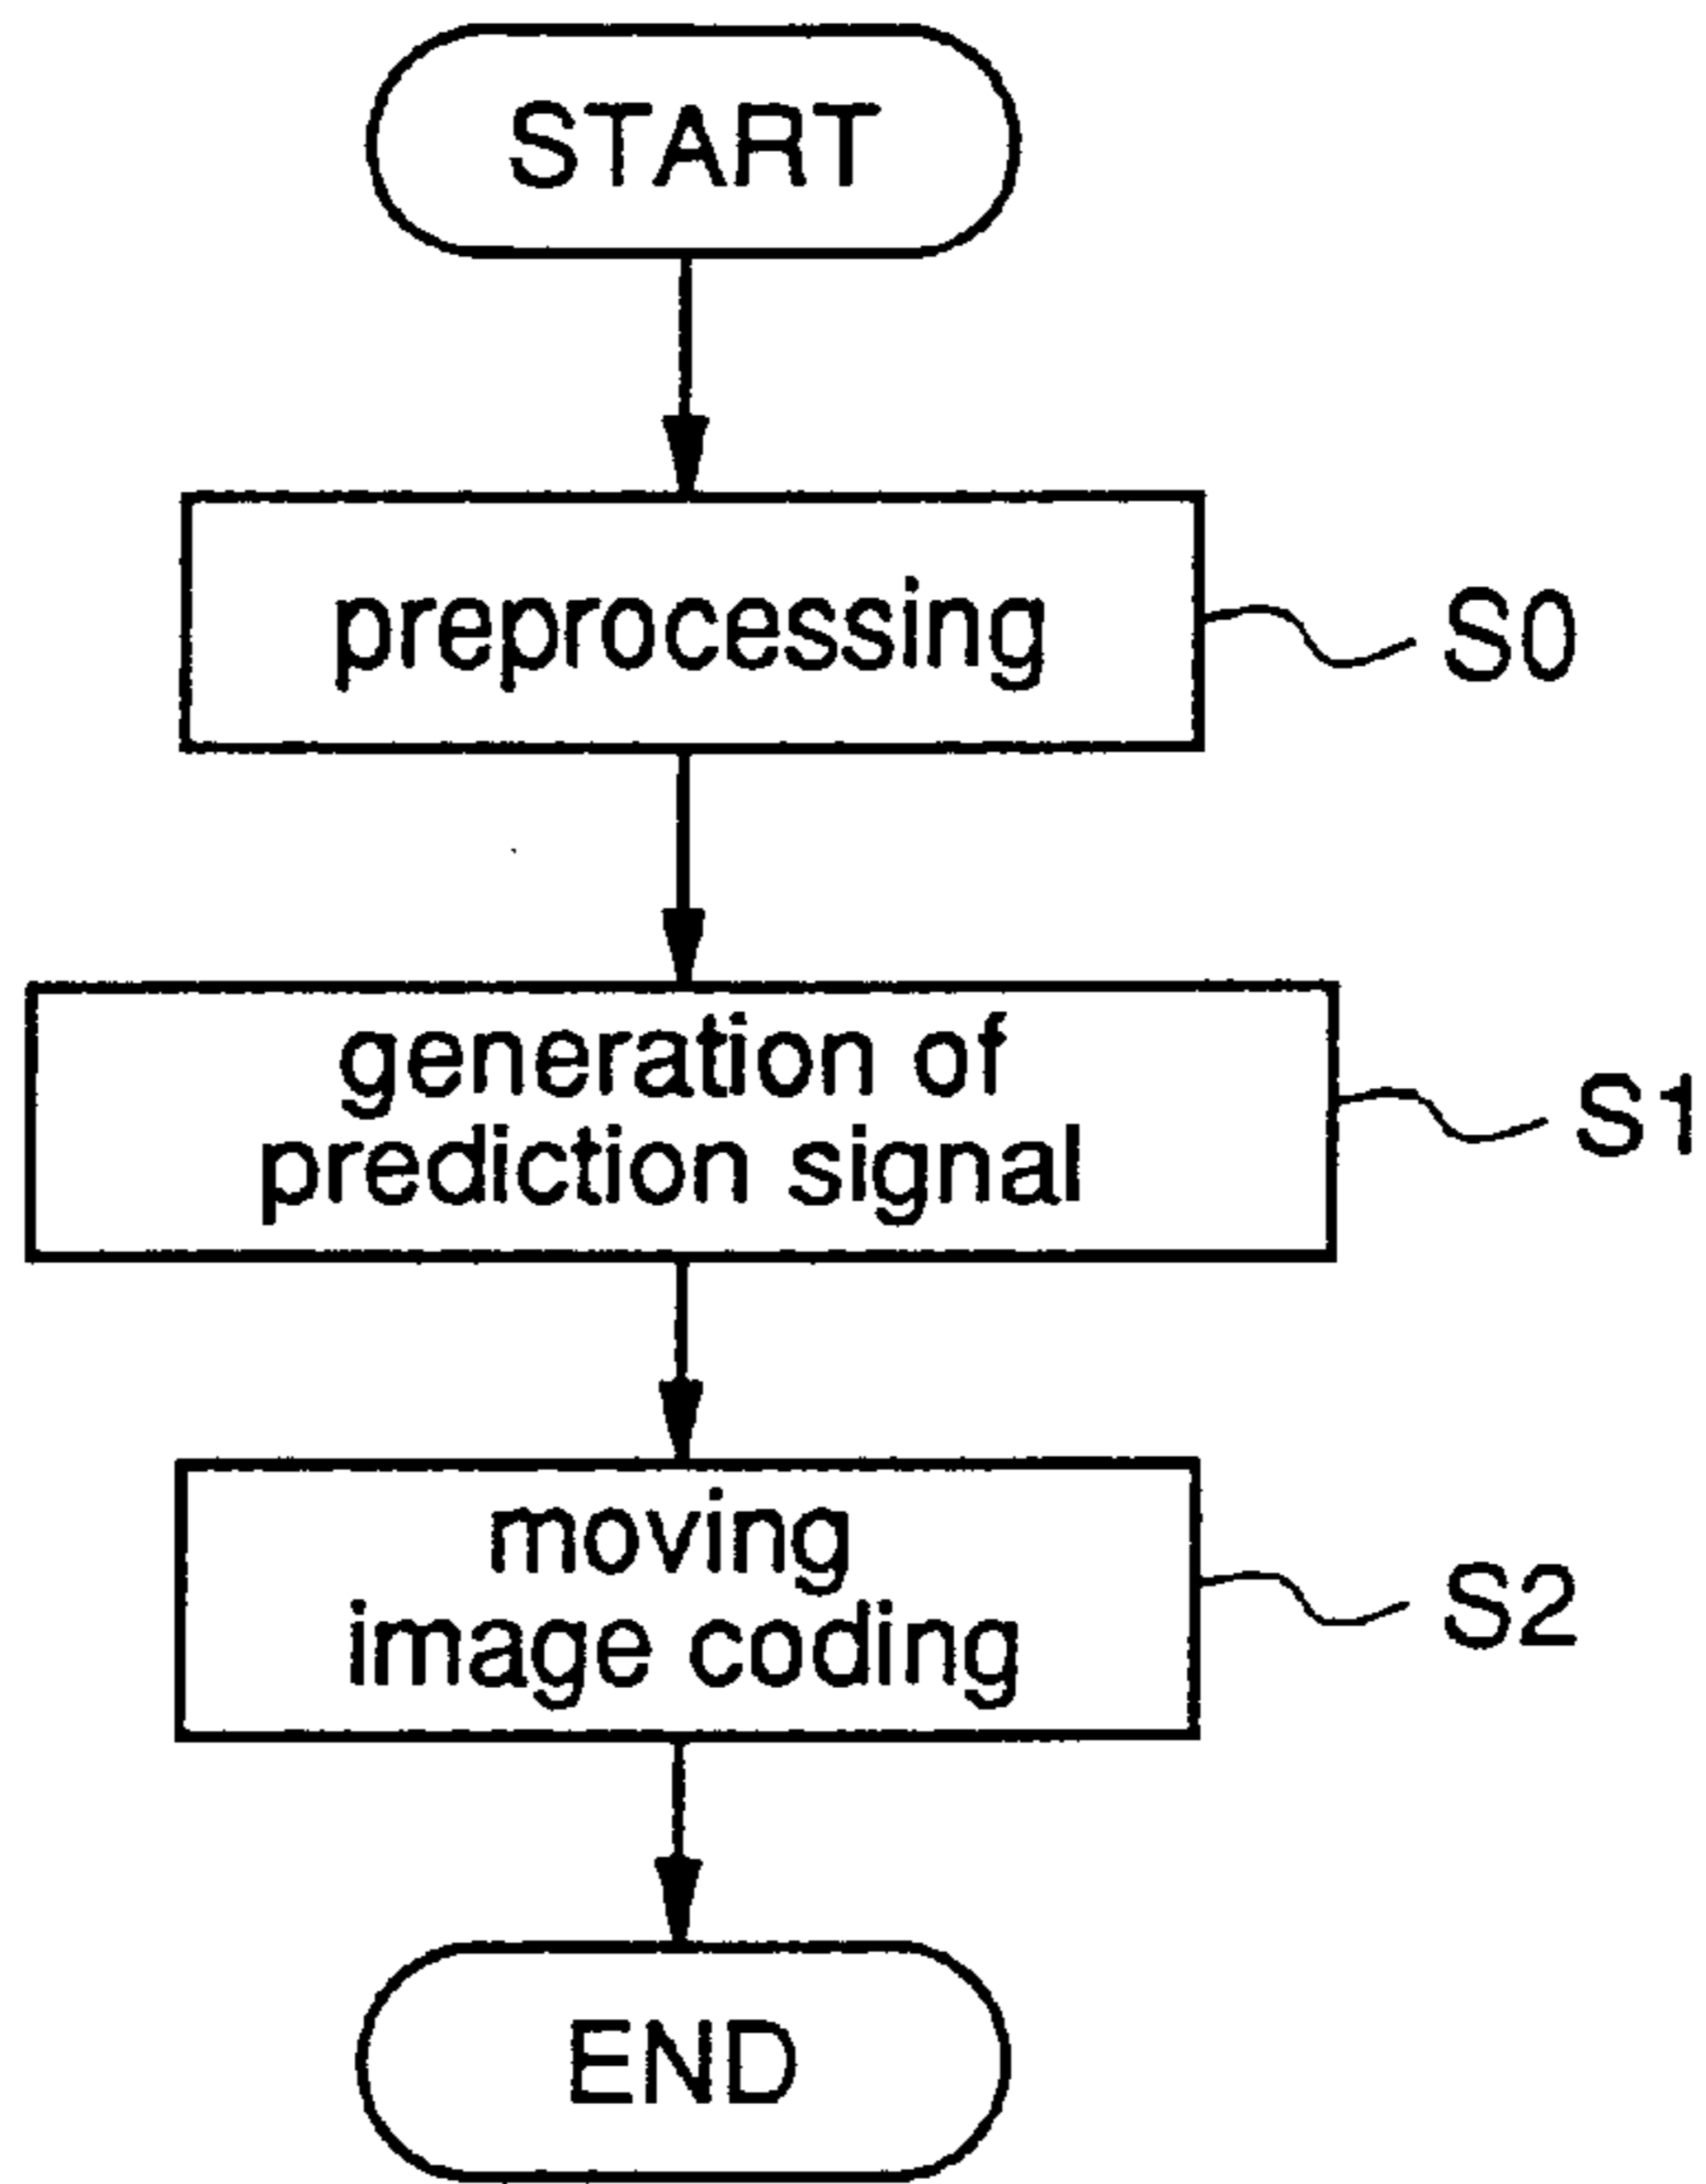 START
preprocessing
S0
generation of
prediction signal
S1
moving
image coding
S2
END